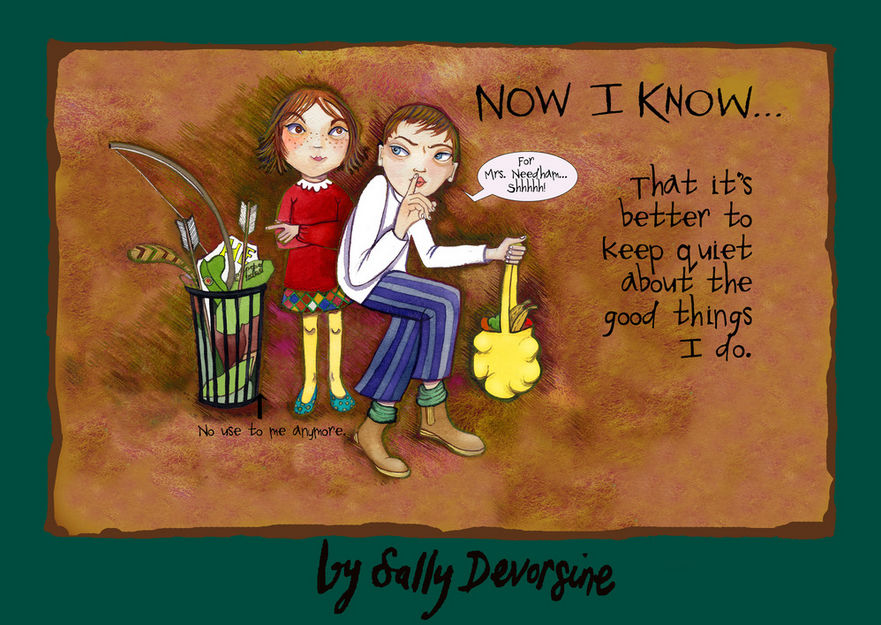 NOW I KNOW...
For
Mrs. Needham...
Shhhhh!
That it's
better to
keep quiet
about the
good things
I do.
No use to me anymore.
by Sally Devorsine